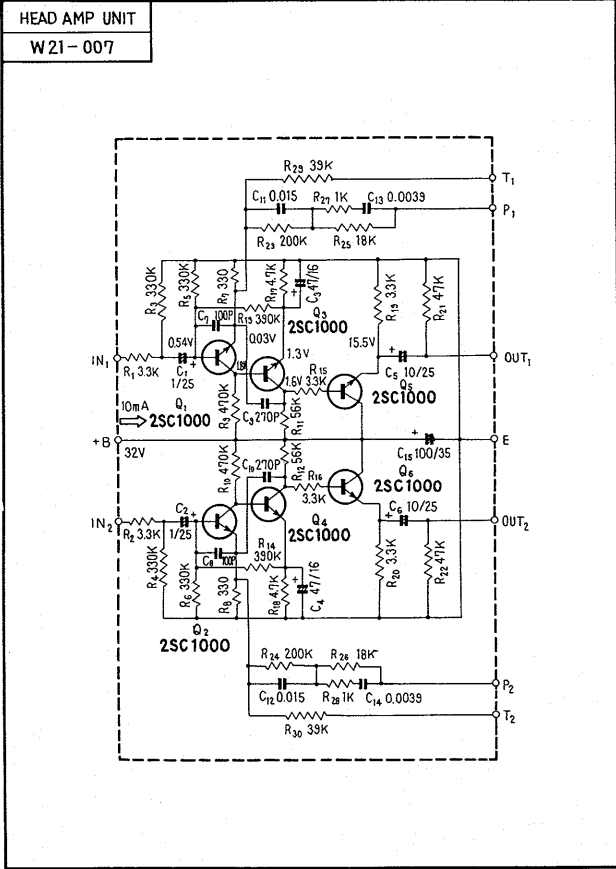 HEAD AMP UNIT
W21-007
R29 39K
T1
C11 0.015
R27 1K
C13 0.0039
P1
R23 200K
R25 18K
R3 330K
R5 330K
R7 330
R17 4.7K
C3 47/16
R19 3.3K
R21 47K
C7 100P
R13 390K
Q3
2SC1000
0.54V
0.03V
15.5V
IN1
R1 3.3K
C1
1/25
1.3V
R15
3.3K
1.6V
C5 10/25
OUT1
Q5
2SC1000
10mA
Q1
2SC1000
R9 470K
C9 270P
R11 56K
+B
32V
C15 100/35
E
R10 470K
C10 270P
R12 56K
R16
3.3K
Q6
2SC1000
IN2
R2 3.3K
C2
1/25
Q4
2SC1000
C6 10/25
OUT2
R4 330K
R6 330K
C8 100P
R8 330
R14
390K
R18 4.7K
C4 47/16
R20 3.3K
R22 47K
Q2
2SC1000
R24 200K
R26 18K
C12 0.015
R28 1K
C14 0.0039
P2
R30 39K
T2